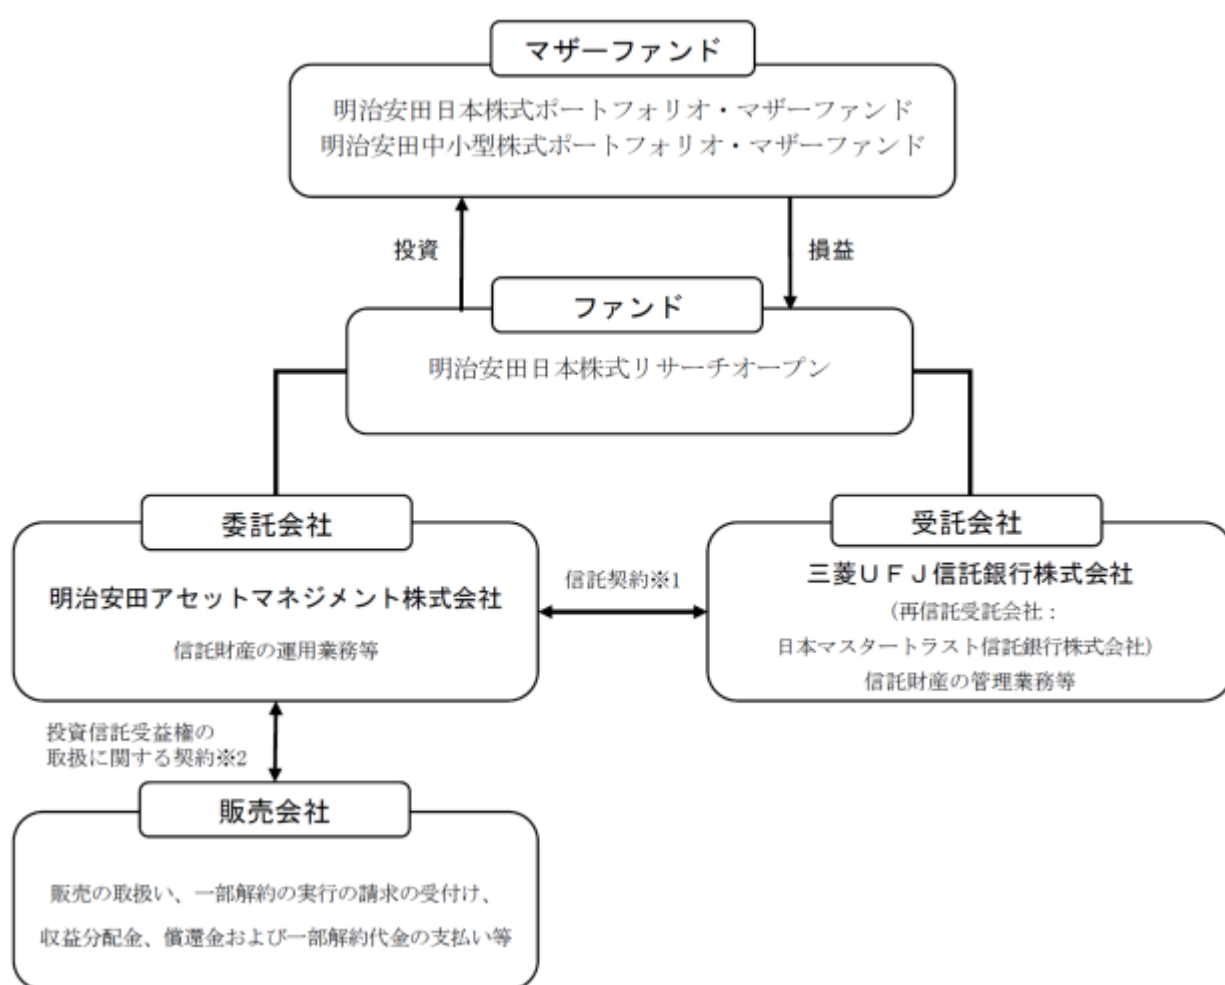 マザーファンド
明治安田日本株式ポートフォリオ・マザーファンド
明治安田中小型株式ポートフォリオ・マザーファンド
投資
損益
ファンド
明治安田日本株式リサーチオープン
委託会社
明治安田アセットマネジメント株式会社
信託財産の運用業務等
信託契約※1
受託会社
三菱UFJ信託銀行株式会社
(再信託受託会社:
日本マスタートラスト信託銀行株式会社)
信託財産の管理業務等
投資信託受益権の
取扱に関する契約※2
販売会社
販売の取扱い、一部解約の実行の請求の受付け、
収益分配金、償還金および一部解約代金の支払い等